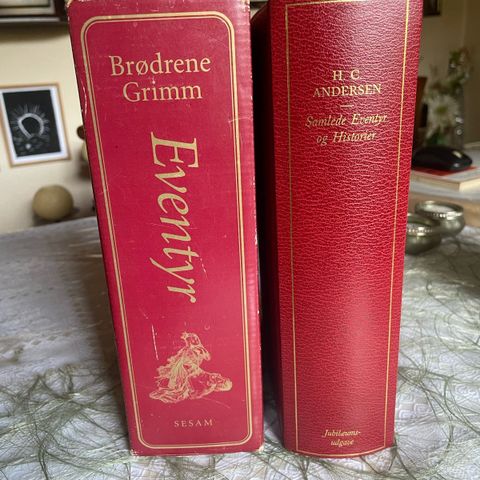 Brødrene
Grimm
Eventyr
SESAM
H C
ANDERSEN
Samlede Eventyr
og Historier
Jubilæums-
udgave